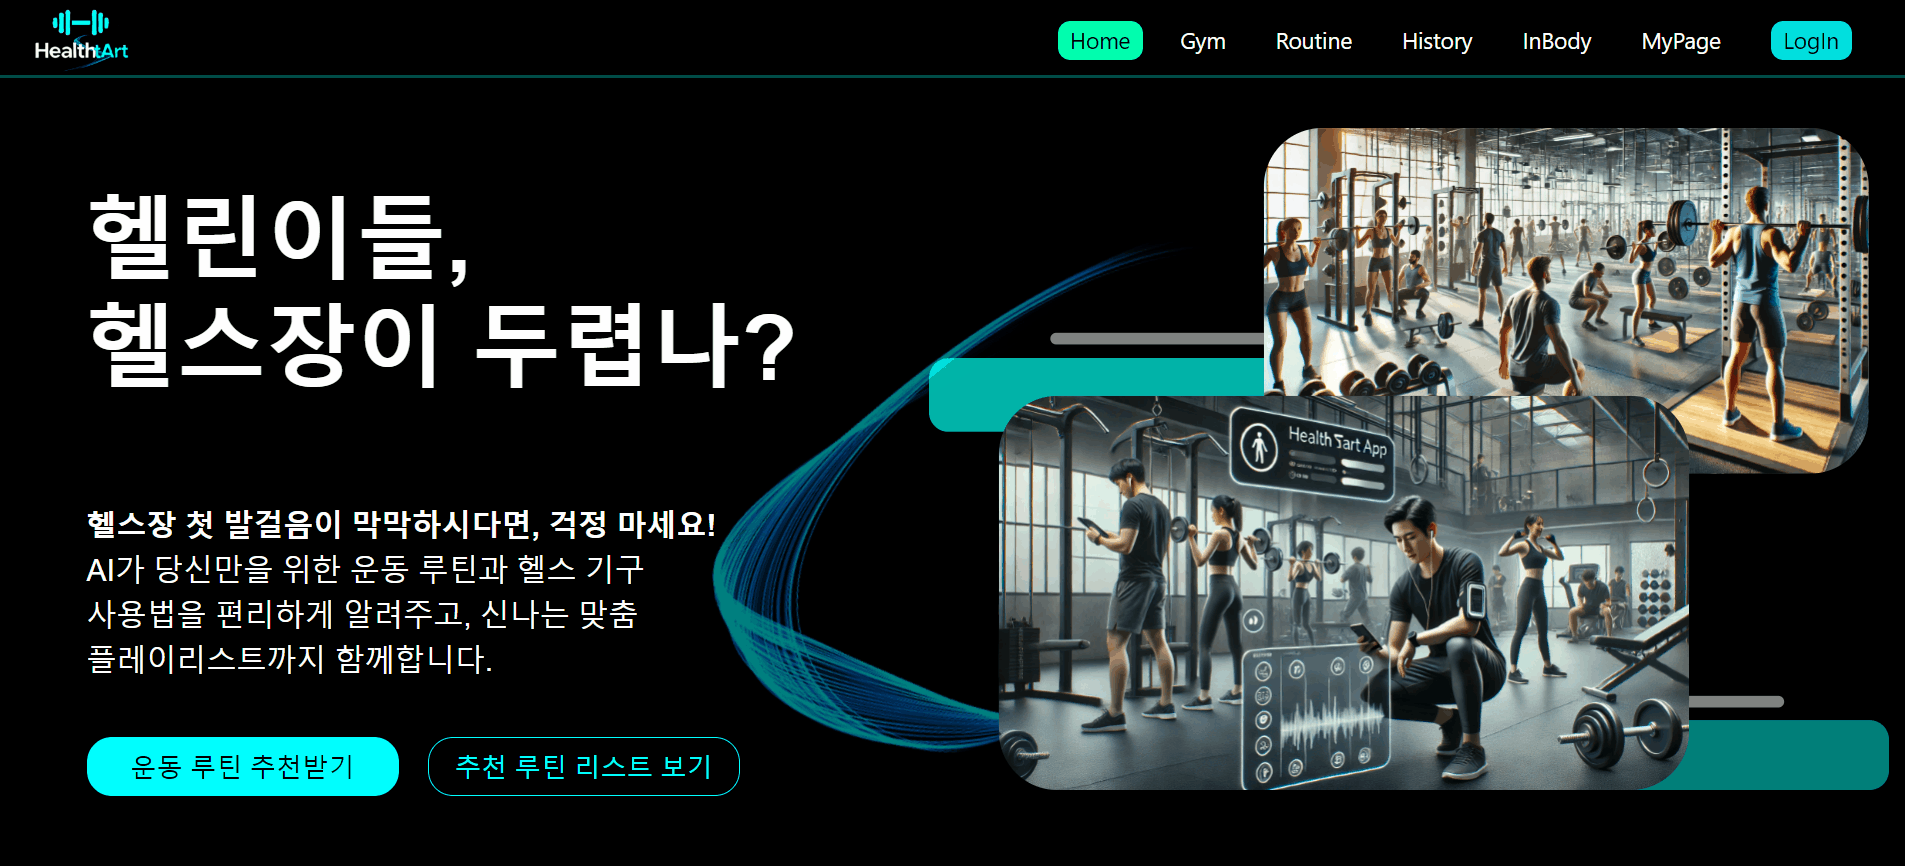 HealthtArt
Home Gym Routine History InBody MyPage LogIn
헬린이들,
헬스장이 두렵나?
헬스장 첫 발걸음이 막막하시다면, 걱정 마세요!
AI가 당신만을 위한 운동 루틴과 헬스 기구
사용법을 편리하게 알려주고, 신나는 맞춤
플레이리스트까지 함께합니다.
운동 루틴 추천받기
추천 루틴 리스트 보기
Health Tart App